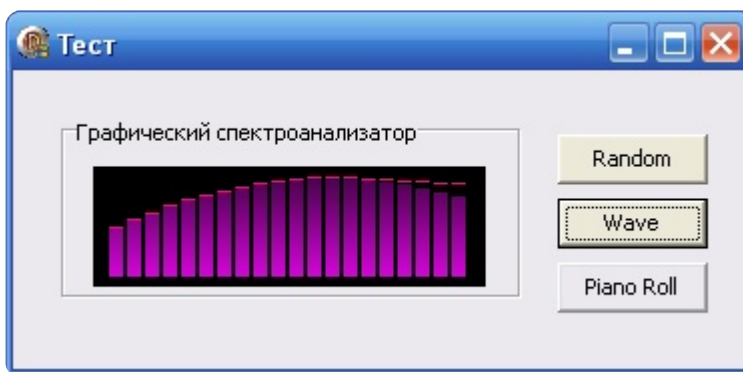 Тест
Графический спектроанализатор
Random
Wave
Piano Roll